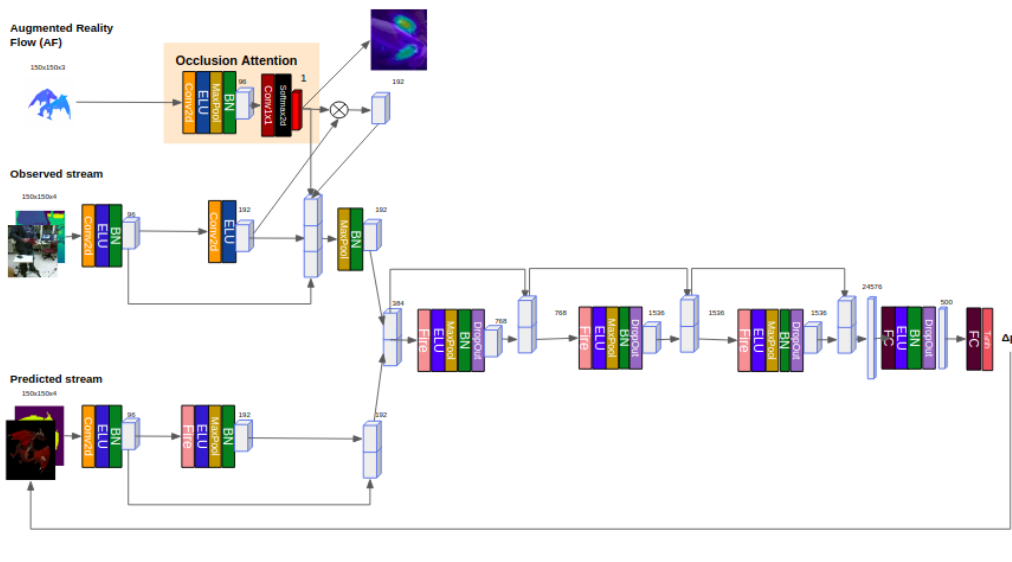 Augmented Reality
Flow (AF)
150x150x3
Occlusion Attention
Conv2d
ELU
MaxPool
BN
96
Conv1x1
Softmax2d
1
192
Observed stream
150x150x4
Conv2d
ELU
BN
96
Conv2d
ELU
192
MaxPool
BN
192
384
Fire
ELU
MaxPool
BN
DropOut
768
768
Fire
ELU
MaxPool
BN
DropOut
1536
1536
Fire
ELU
MaxPool
BN
DropOut
1536
24576
FC
ELU
BN
DropOut
500
FC
Tanh
Predicted stream
150x150x4
Conv2d
ELU
BN
96
Fire
ELU
MaxPool
BN
192
192